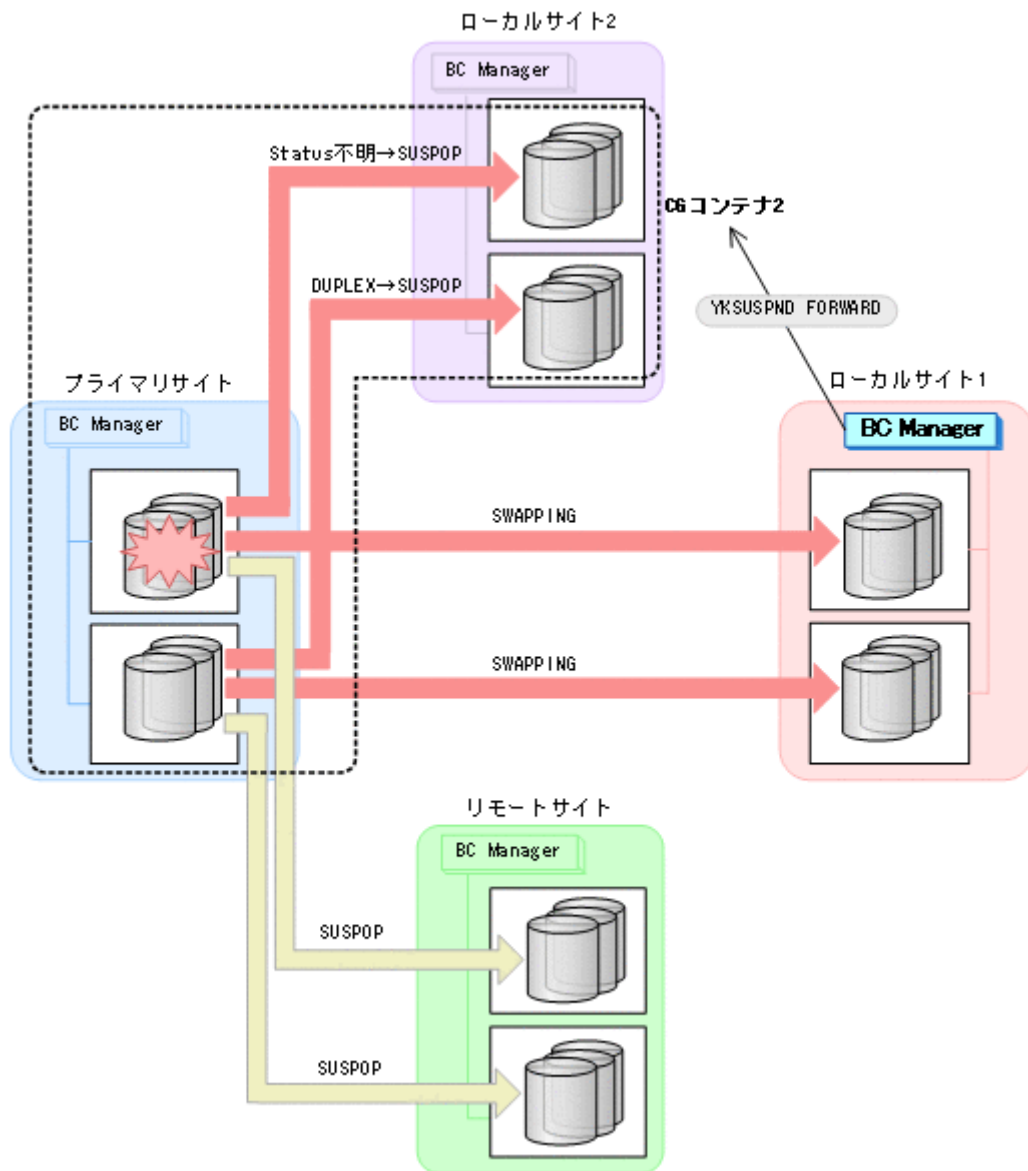 ローカルサイト2
BC Manager
Status不明→SUSPOP
CGコンテナ2
DUPLEX→SUSPOP
YKSUSPND FORWARD
プライマリサイト
ローカルサイト1
BC Manager
BC Manager
SWAPPING
SWAPPING
リモートサイト
BC Manager
SUSPOP
SUSPOP